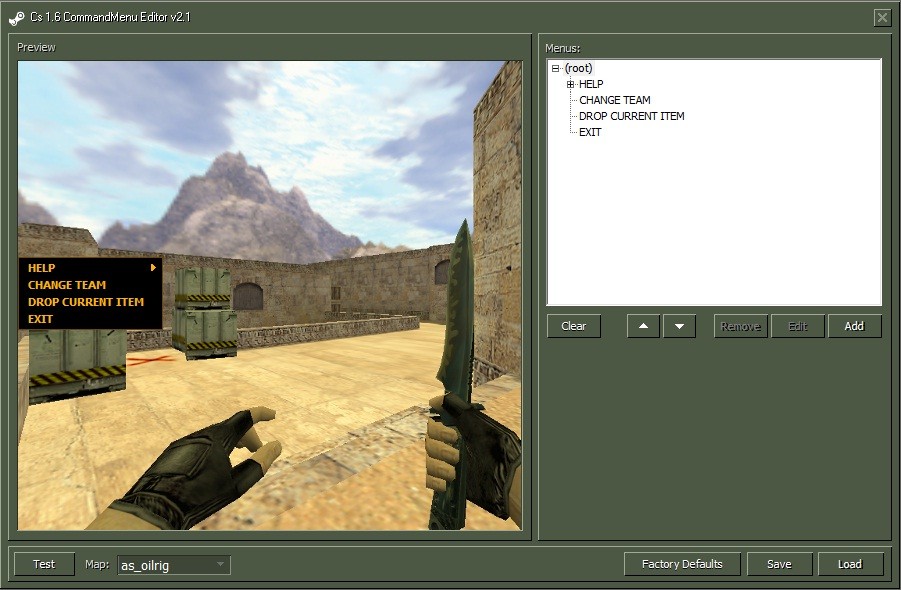 Cs 1.6 CommandMenu Editor v2.1
Preview
HELP
CHANGE TEAM
DROP CURRENT ITEM
EXIT
Menus:
(root)
HELP
CHANGE TEAM
DROP CURRENT ITEM
EXIT
Clear Remove Edit Add
Test Map: as_oilrig Factory Defaults Save Load